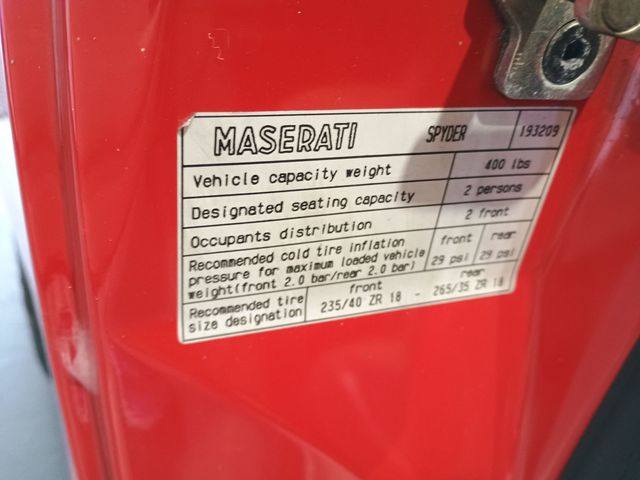 MASERATI SPYDER 193209
Vehicle capacity weight 400 lbs
Designated seating capacity 2 persons
Occupants distribution 2 front
Recommended cold tire inflation front rear
pressure for maximum loaded vehicle 29 psi 29 psi
weight(front 2.0 bar/rear 2.0 bar)
Recommended tire front rear
size designation 235/40 ZR 18 - 265/35 ZR 18